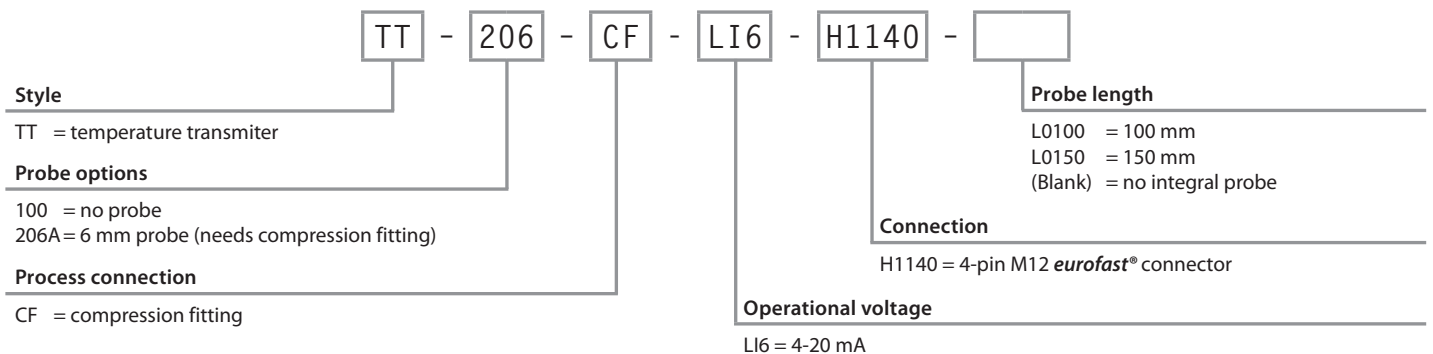 TT - 206 - CF - LI6 - H1140 -
Style
TT = temperature transmiter
Probe options
100 = no probe
206A = 6 mm probe (needs compression fitting)
Process connection
CF = compression fitting
Probe length
L0100 = 100 mm
L0150 = 150 mm
(Blank) = no integral probe
Connection
H1140 = 4-pin M12 eurofast® connector
Operational voltage
LI6 = 4-20 mA